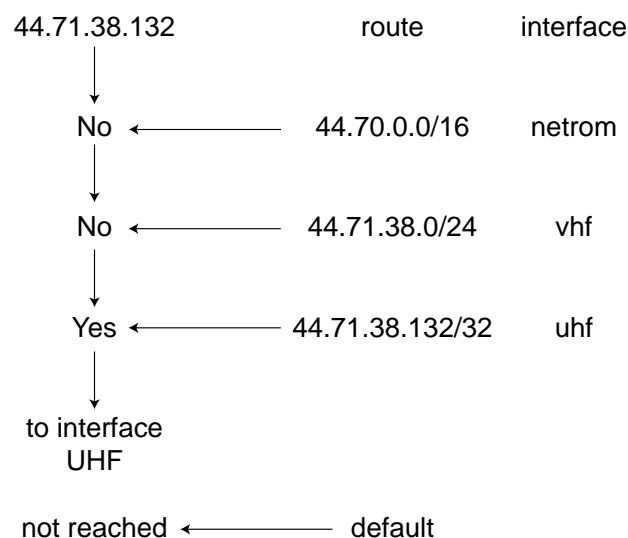 44.71.38.132 route interface
No 44.70.0.0/16 netrom
No 44.71.38.0/24 vhf
Yes 44.71.38.132/32 uhf
to interface
UHF
not reached default